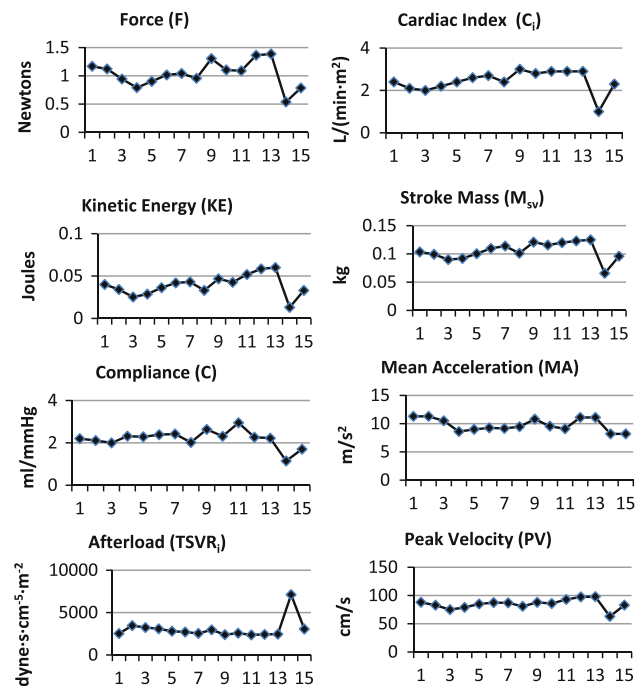 Force (F)
Newtons
1.5
1
0.5
0
1 3 5 7 9 11 13 15
Cardiac Index (Ci)
L/(min·m²)
4
2
0
1 3 5 7 9 11 13 15
Kinetic Energy (KE)
Joules
0.1
0.05
0
1 3 5 7 9 11 13 15
Stroke Mass (Msv)
kg
0.15
0.1
0.05
0
1 3 5 7 9 11 13 15
Compliance (C)
ml/mmHg
4
2
0
1 3 5 7 9 11 13 15
Mean Acceleration (MA)
m/s²
15
10
5
0
1 3 5 7 9 11 13 15
Afterload (TSVRi)
dyne·s·cm⁻⁵·m⁻²
10000
5000
0
1 3 5 7 9 11 13 15
Peak Velocity (PV)
cm/s
150
100
50
0
1 3 5 7 9 11 13 15